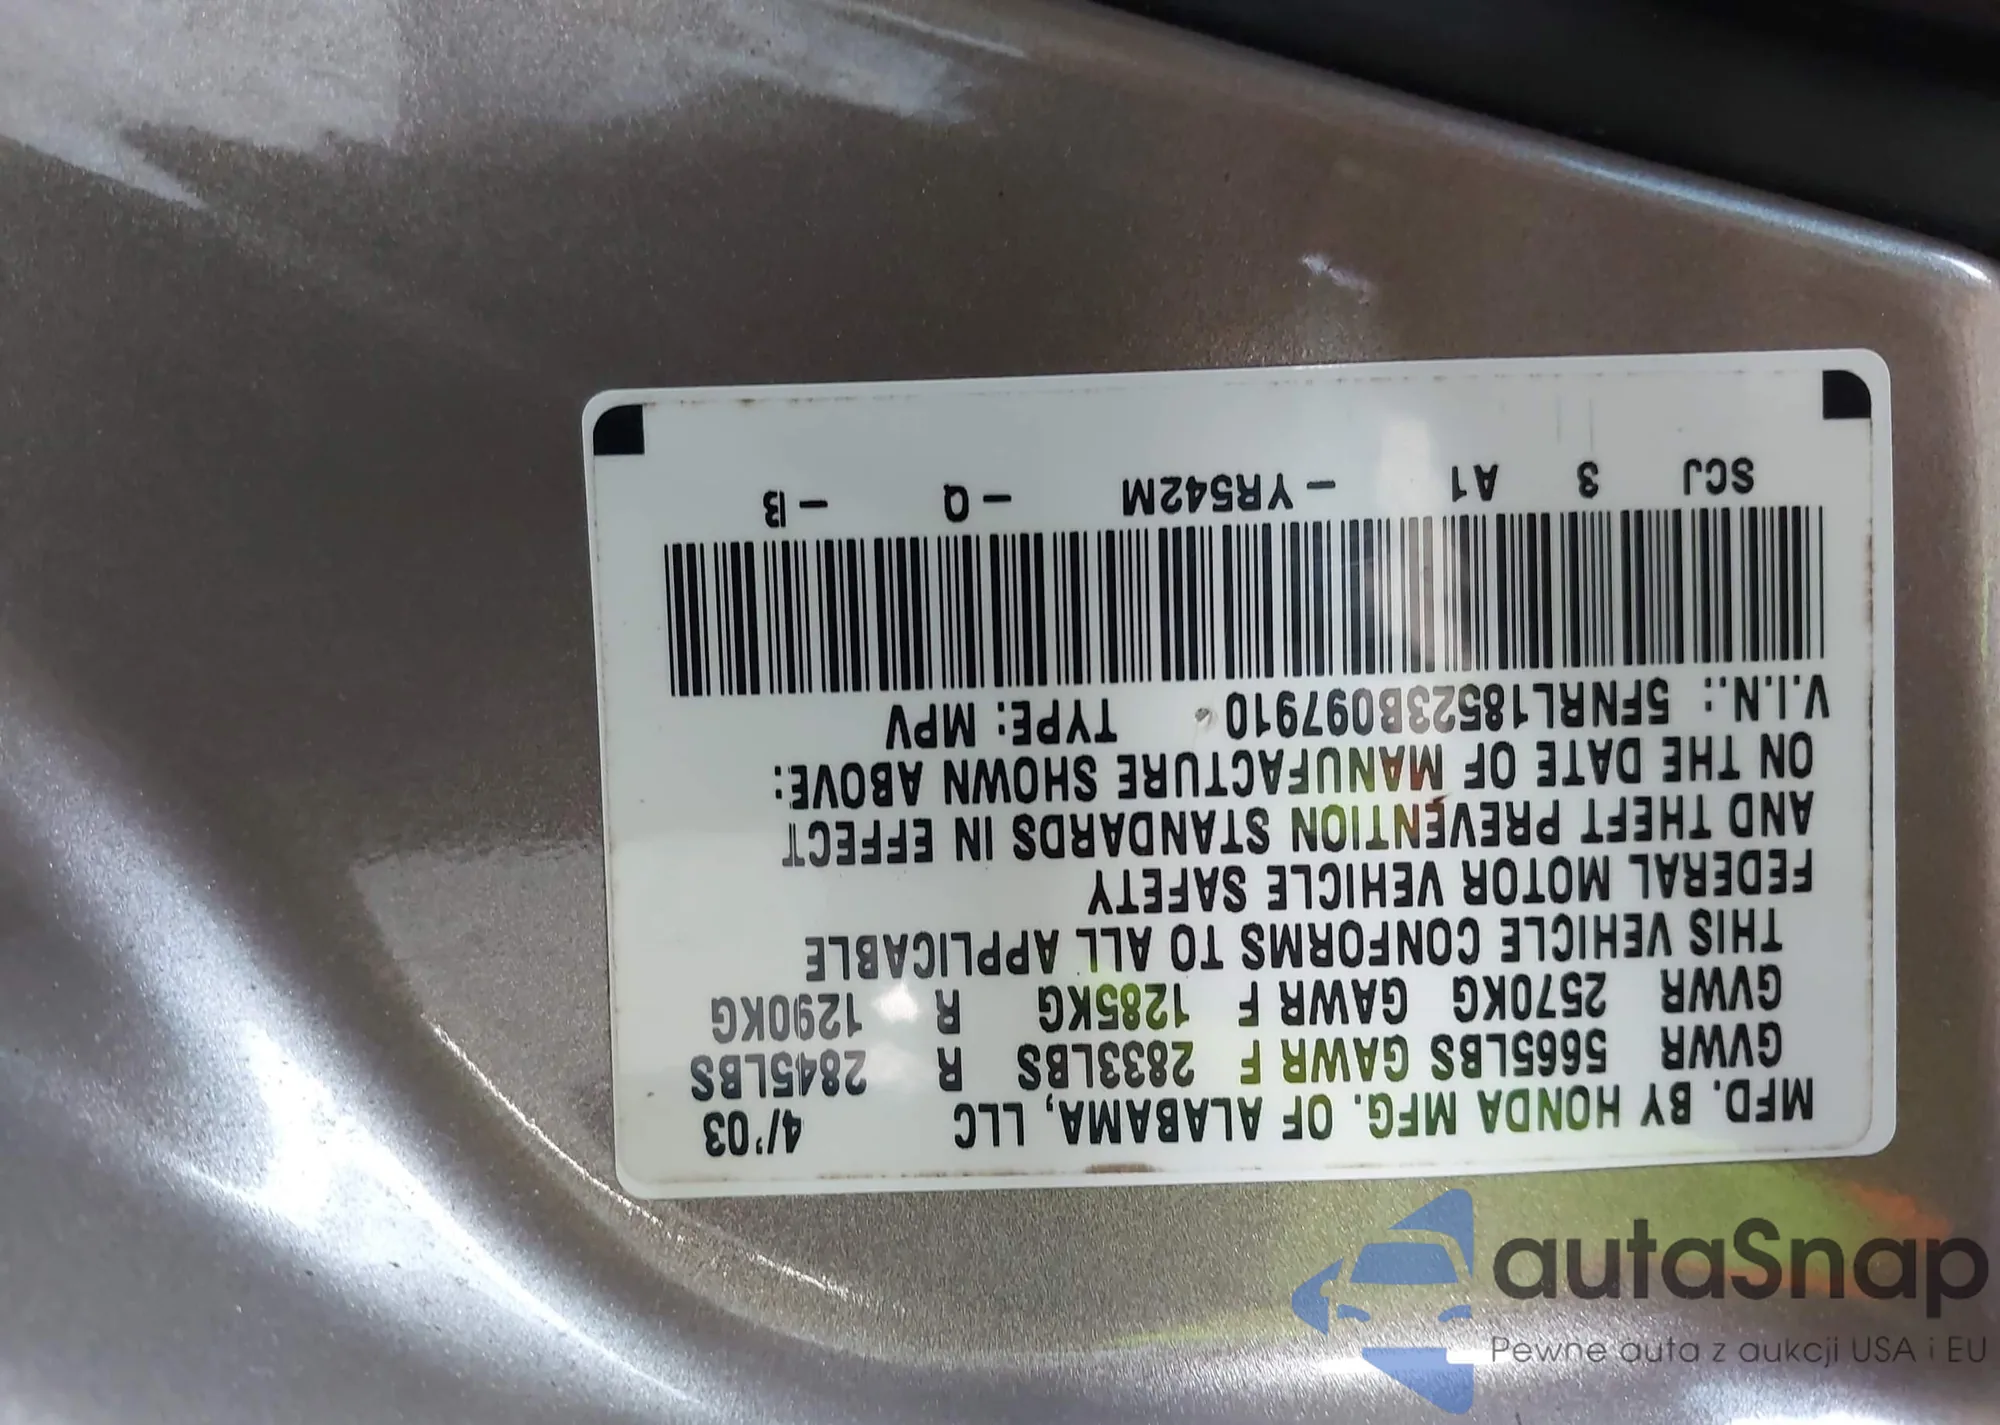 MFD. BY HONDA MFG. OF ALABAMA, LLC 4/'03
GVWR 5665LBS GAWR F 2833LBS R 2845LBS
GVWR 2570KG GAWR F 1285KG R 1290KG
THIS VEHICLE CONFORMS TO ALL APPLICABLE
FEDERAL MOTOR VEHICLE SAFETY
AND THEFT PREVENTION STANDARDS IN EFFECT
ON THE DATE OF MANUFACTURE SHOWN ABOVE:
V.I.N.: 5FNRL18523B097910 TYPE: MPV
SCJ 3 A1 -YR542M -Q -B
autaSnap
Pewne auta z aukcji USA i EU